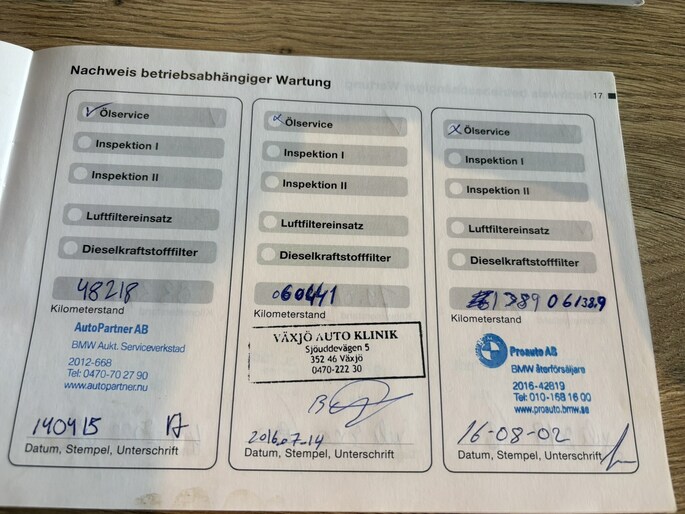 Nachweis betriebsabhängiger Wartung
17
Ölservice
Inspektion I
Inspektion II
Luftfiltereinsatz
Dieselkraftstofffilter
48218
Kilometerstand
AutoPartner AB
BMW Aukt. Serviceverkstad
2012-668
Tel: 0470-70 27 90
www.autopartner.nu
140415
Datum, Stempel, Unterschrift
Ölservice
Inspektion I
Inspektion II
Luftfiltereinsatz
Dieselkraftstofffilter
060441
Kilometerstand
VÄXJÖ AUTO KLINIK
Sjöuddevägen 5
352 46 Växjö
0470-222 30
2016.07.14
Datum, Stempel, Unterschrift
Ölservice
Inspektion I
Inspektion II
Luftfiltereinsatz
Dieselkraftstofffilter
061389
Kilometerstand
Proauto AB
BMW återförsäljare
2016-42819
Tel: 010-168 16 00
www.proauto.bmw.se
16-08-02
Datum, Stempel, Unterschrift